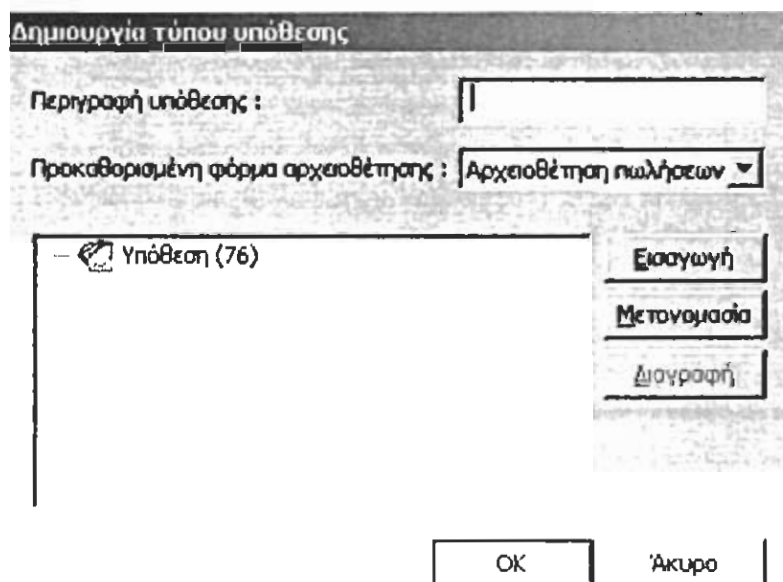 Δημιουργία τύπου υπόθεσης
Περιγραφή υπόθεσης :
Προκαθορισμένη φόρμα αρχειοθέτησης : Αρχειοθέτηση πωλήσεων
Υπόθεση (76)
Εισαγωγή
Μετονομασία
Διαγραφή
OK Άκυρο